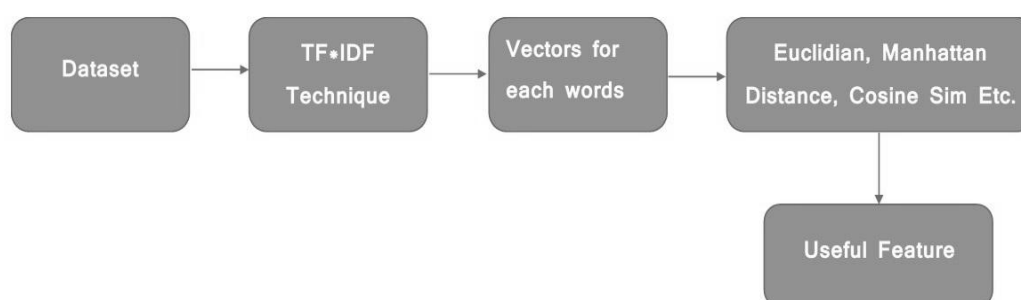 Dataset
TF*IDF
Technique
Vectors for
each words
Euclidian, Manhattan
Distance, Cosine Sim Etc.
Useful Feature